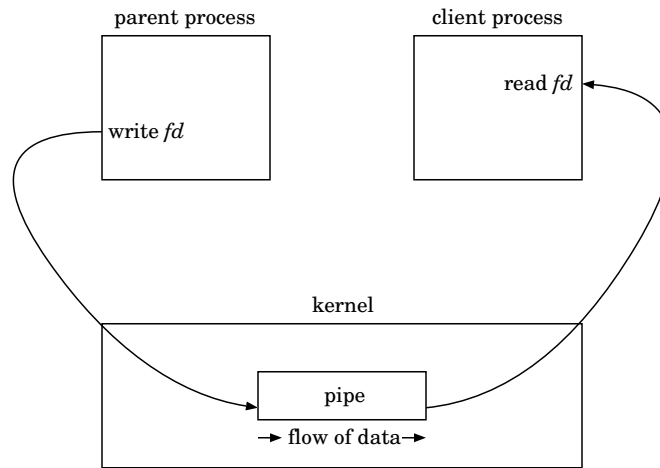 parent process
client process
read fd
write fd
kernel
pipe
flow of data